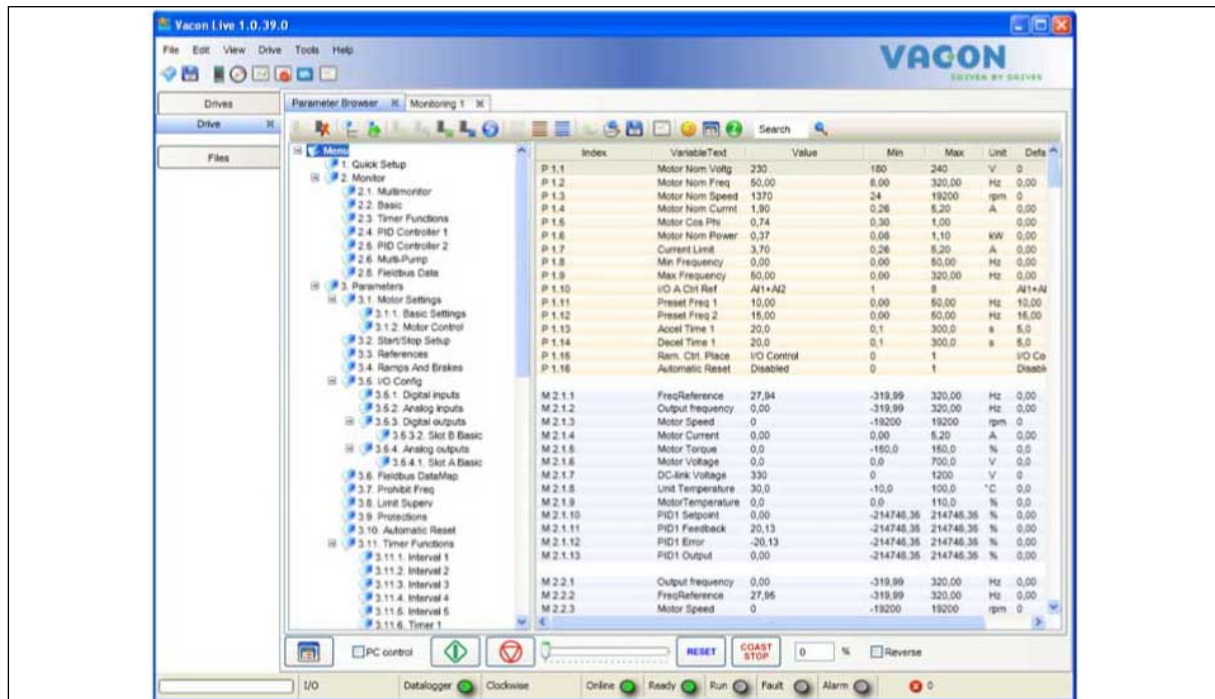 Vacon Live 1.0.39.0
File Edit View Drive Tools Help
VACON
DRIVEN BY DRIVES
Drives
Drive
Files
Parameter Browser Monitoring 1
Search
Menu
1. Quick Setup
2. Monitor
2.1. Multimonitor
2.2. Basic
2.3. Timer Functions
2.4. PID Controller 1
2.5. PID Controller 2
2.6. Multi-Pump
2.8. Fieldbus Data
3. Parameters
3.1. Motor Settings
3.1.1. Basic Settings
3.1.2. Motor Control
3.2. Start/Stop Setup
3.3. References
3.4. Ramps And Brakes
3.5. I/O Config
3.5.1. Digital inputs
3.5.2. Analog inputs
3.5.3. Digital outputs
3.5.3.2. Slot B Basic
3.5.4. Analog outputs
3.5.4.1. Slot A Basic
3.6. Fieldbus DataMap
3.7. Prohibit Freq
3.8. Limit Superv
3.9. Protections
3.10. Automatic Reset
3.11. Timer Functions
3.11.1. Interval 1
3.11.2. Interval 2
3.11.3. Interval 3
3.11.4. Interval 4
3.11.5. Interval 5
3.11.6. Timer 1
Index VariableText Value Min Max Unit Defa
P 1.1 Motor Nom Voltg 230 180 240 V 0
P 1.2 Motor Nom Freq 50,00 8,00 320,00 Hz 0,00
P 1.3 Motor Nom Speed 1370 24 19200 rpm 0
P 1.4 Motor Nom Currnt 1,90 0,26 5,20 A 0,00
P 1.5 Motor Cos Phi 0,74 0,30 1,00 0,00
P 1.6 Motor Nom Power 0,37 0,06 1,10 kW 0,00
P 1.7 Current Limit 3,70 0,26 5,20 A 0,00
P 1.8 Min Frequency 0,00 0,00 50,00 Hz 0,00
P 1.9 Max Frequency 50,00 0,00 320,00 Hz 0,00
P 1.10 I/O A Ctrl Ref AI1+AI2 1 8 AI1+AI
P 1.11 Preset Freq 1 10,00 0,00 50,00 Hz 10,00
P 1.12 Preset Freq 2 15,00 0,00 50,00 Hz 15,00
P 1.13 Accel Time 1 20,0 0,1 300,0 s 5,0
P 1.14 Decel Time 1 20,0 0,1 300,0 s 5,0
P 1.15 Rem. Ctrl. Place I/O Control 0 1 I/O Co
P 1.16 Automatic Reset Disabled 0 1 Disable
M 2.1.1 FreqReference 27,94 -319,99 320,00 Hz 0,00
M 2.1.2 Output frequency 0,00 -319,99 320,00 Hz 0,00
M 2.1.3 Motor Speed 0 -19200 19200 rpm 0
M 2.1.4 Motor Current 0,00 0,00 5,20 A 0,00
M 2.1.5 Motor Torque 0,0 -150,0 150,0 % 0,0
M 2.1.6 Motor Voltage 0,0 0,0 700,0 V 0,0
M 2.1.7 DC-link Voltage 330 0 1200 V 0
M 2.1.8 Unit Temperature 30,0 -10,0 100,0 °C 0,0
M 2.1.9 MotorTemperature 0,0 0,0 110,0 % 0,0
M 2.1.10 PID1 Setpoint 0,00 -214748,36 214748,36 % 0,00
M 2.1.11 PID1 Feedback 20,13 -214748,36 214748,36 % 0,00
M 2.1.12 PID1 Error -20,13 -214748,36 214748,36 % 0,00
M 2.1.13 PID1 Output 0,00 -214748,36 214748,36 % 0,00
M 2.2.1 Output frequency 0,00 -319,99 320,00 Hz 0,00
M 2.2.2 FreqReference 27,95 -319,99 320,00 Hz 0,00
M 2.2.3 Motor Speed 0 -19200 19200 rpm 0
PC control RESET COAST STOP 0 % Reverse
I/O Datalogger Clockwise Online Ready Run Fault Alarm 0